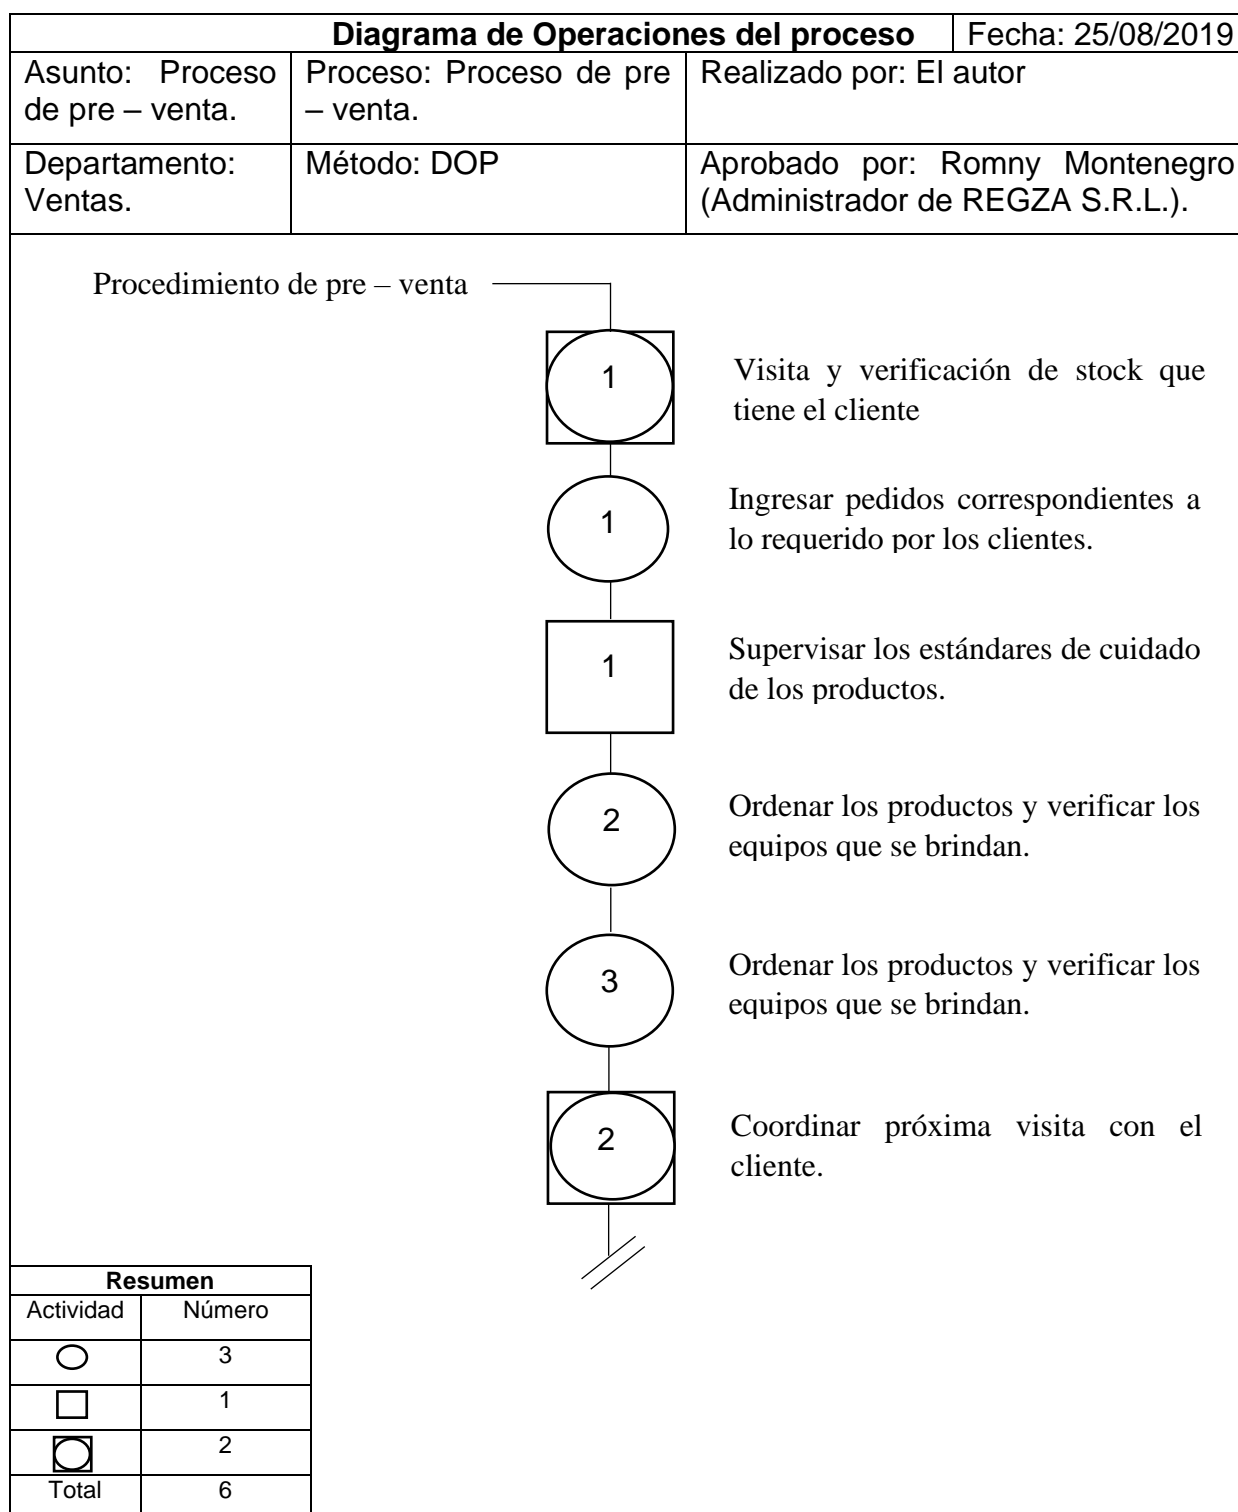 Diagrama de Operaciones del proceso
Fecha: 25/08/2019
Asunto: Proceso
de pre – venta.
Proceso: Proceso de pre
– venta.
Realizado por: El autor
Departamento:
Ventas.
Método: DOP
Aprobado por: Romny Montenegro
(Administrador de REGZA S.R.L.).
Procedimiento de pre – venta
1
Visita y verificación de stock que
tiene el cliente
1
Ingresar pedidos correspondientes a
lo requerido por los clientes.
1
Supervisar los estándares de cuidado
de los productos.
2
Ordenar los productos y verificar los
equipos que se brindan.
3
Ordenar los productos y verificar los
equipos que se brindan.
2
Coordinar próxima visita con el
cliente.
Resumen
Actividad Número
3
1
2
Total 6